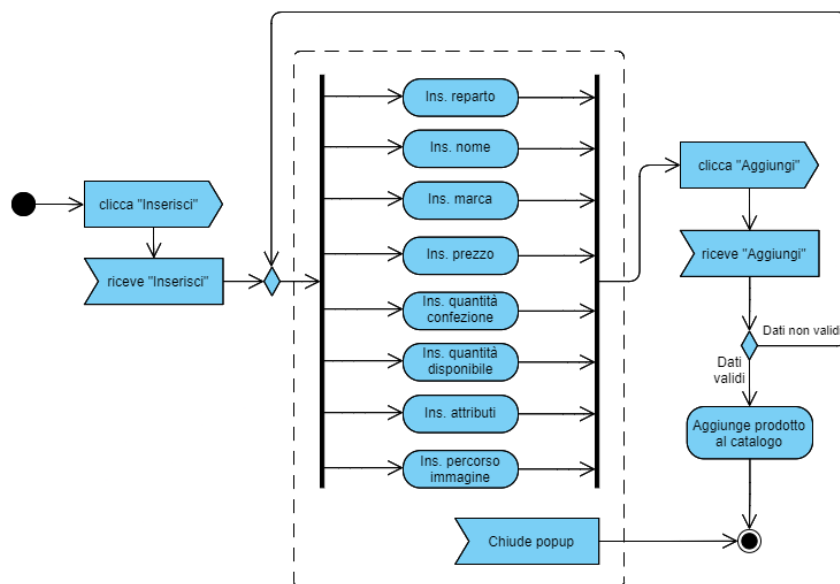 clicca "Inserisci"
riceve "Inserisci"
Ins. reparto
Ins. nome
Ins. marca
Ins. prezzo
Ins. quantità
confezione
Ins. quantità
disponibile
Ins. attributi
Ins. percorso
immagine
Chiude popup
clicca "Aggiungi"
riceve "Aggiungi"
Dati non validi
Dati
validi
Aggiunge prodotto
al catalogo